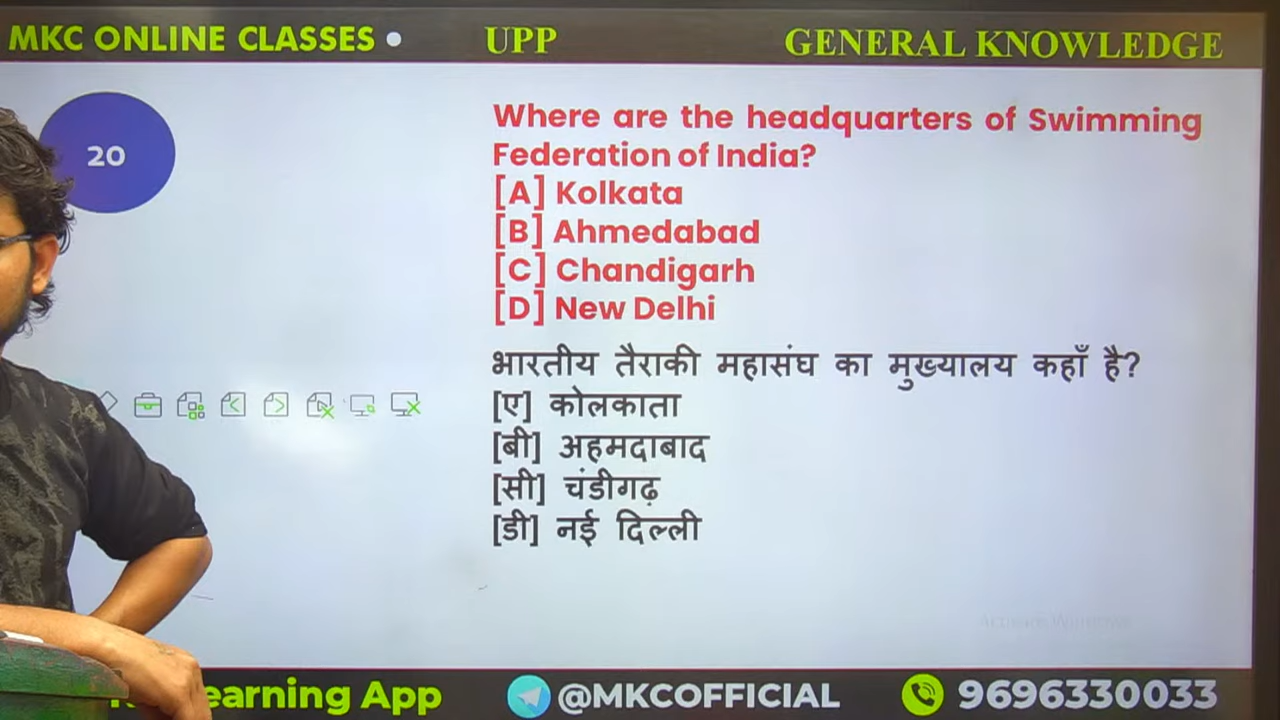 MKC ONLINE CLASSES UPP GENERAL KNOWLEDGE
20
Where are the headquarters of Swimming
Federation of India?
[A] Kolkata
[B] Ahmedabad
[C] Chandigarh
[D] New Delhi
भारतीय तैराकी महासंघ का मुख्यालय कहाँ है?
[ए] कोलकाता
[बी] अहमदाबाद
[सी] चंडीगढ़
[डी] नई दिल्ली
App @MKCOFFICIAL 9696330033